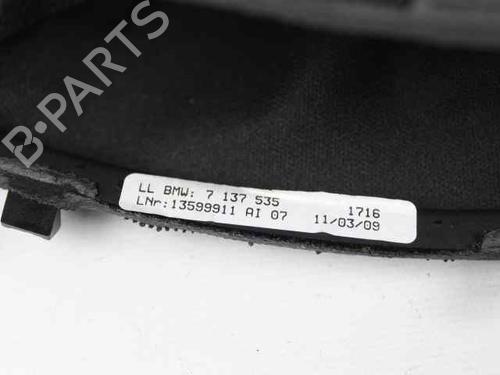 B-PARTS
LL BMW: 7 137 535 1716
LNr:13599911 AI 07 11/03/09